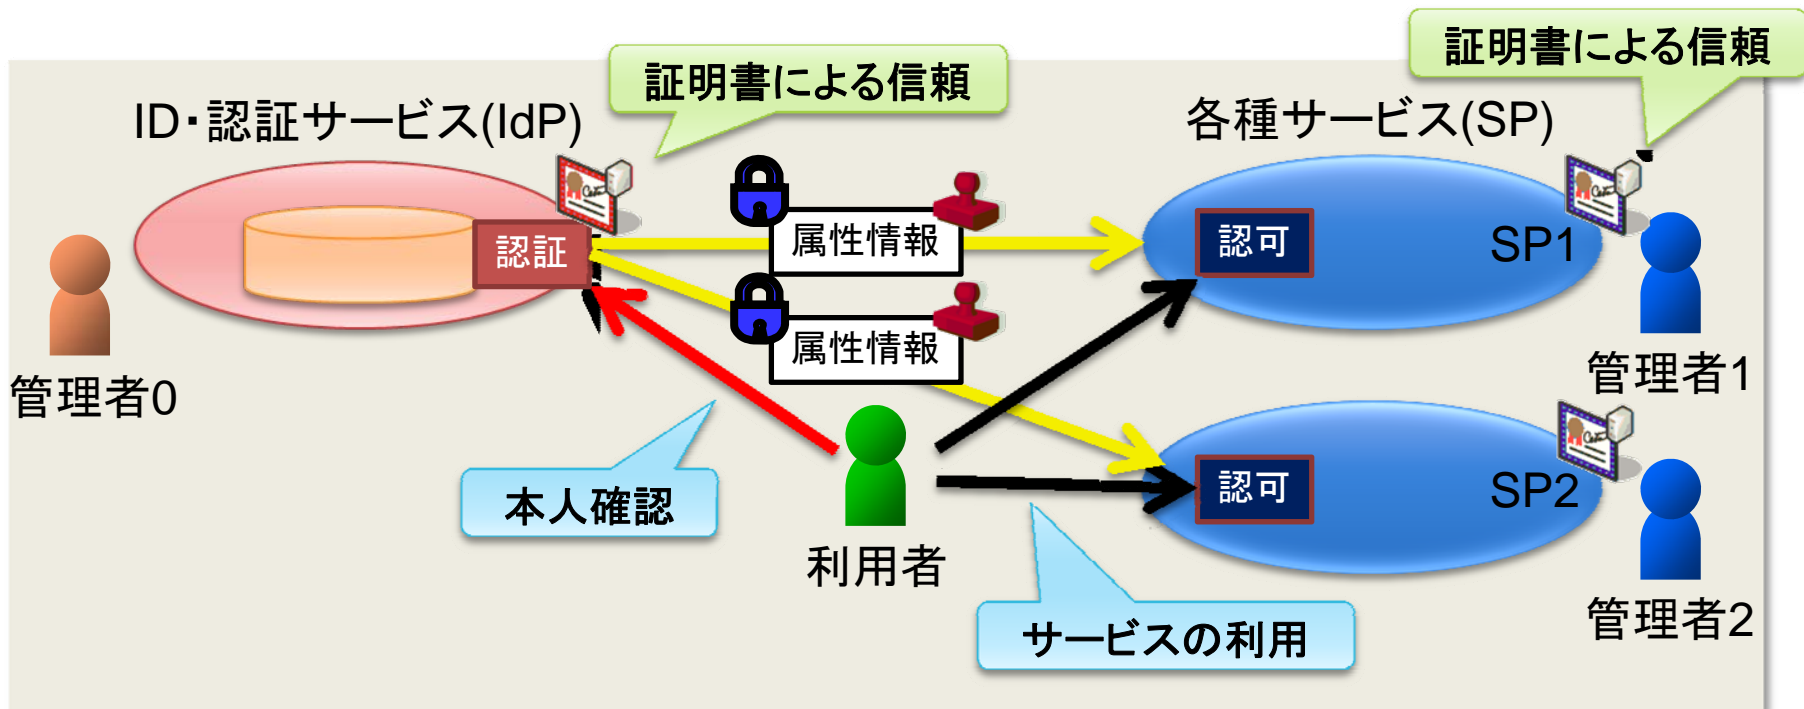 証明書による信頼
証明書による信頼
ID・認証サービス(IdP)
各種サービス(SP)
認証
属性情報
認可
SP1
属性情報
管理者0
管理者1
本人確認
認可
SP2
利用者
サービスの利用
管理者2